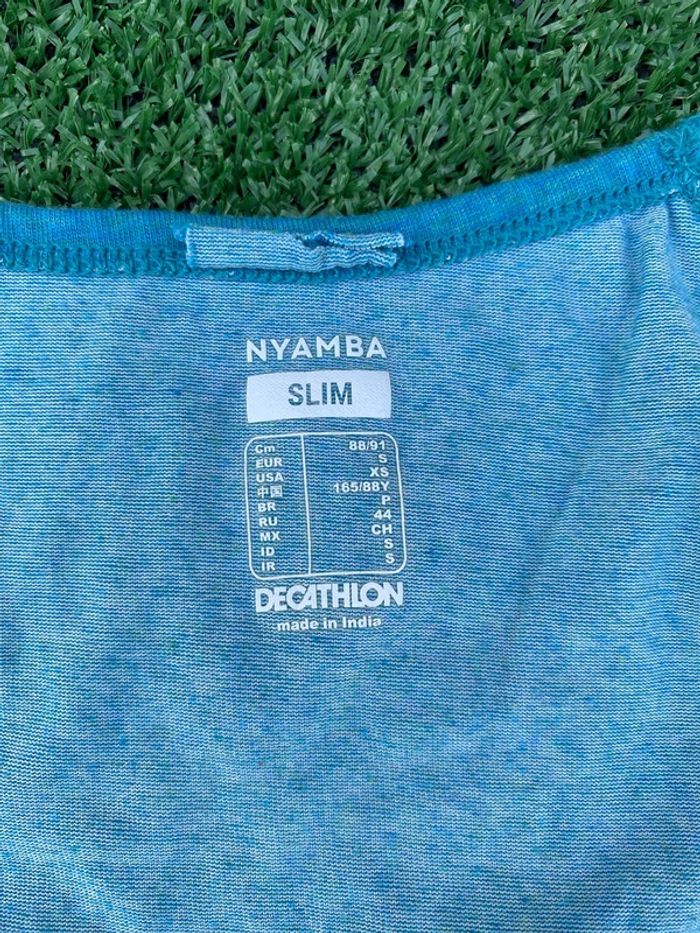 NYAMBA
SLIM
Cm 88/91
EUR S
USA XS
中国 165/88Y
BR P
RU 44
MX CH
ID S
IR S
DECATHLON
made in India